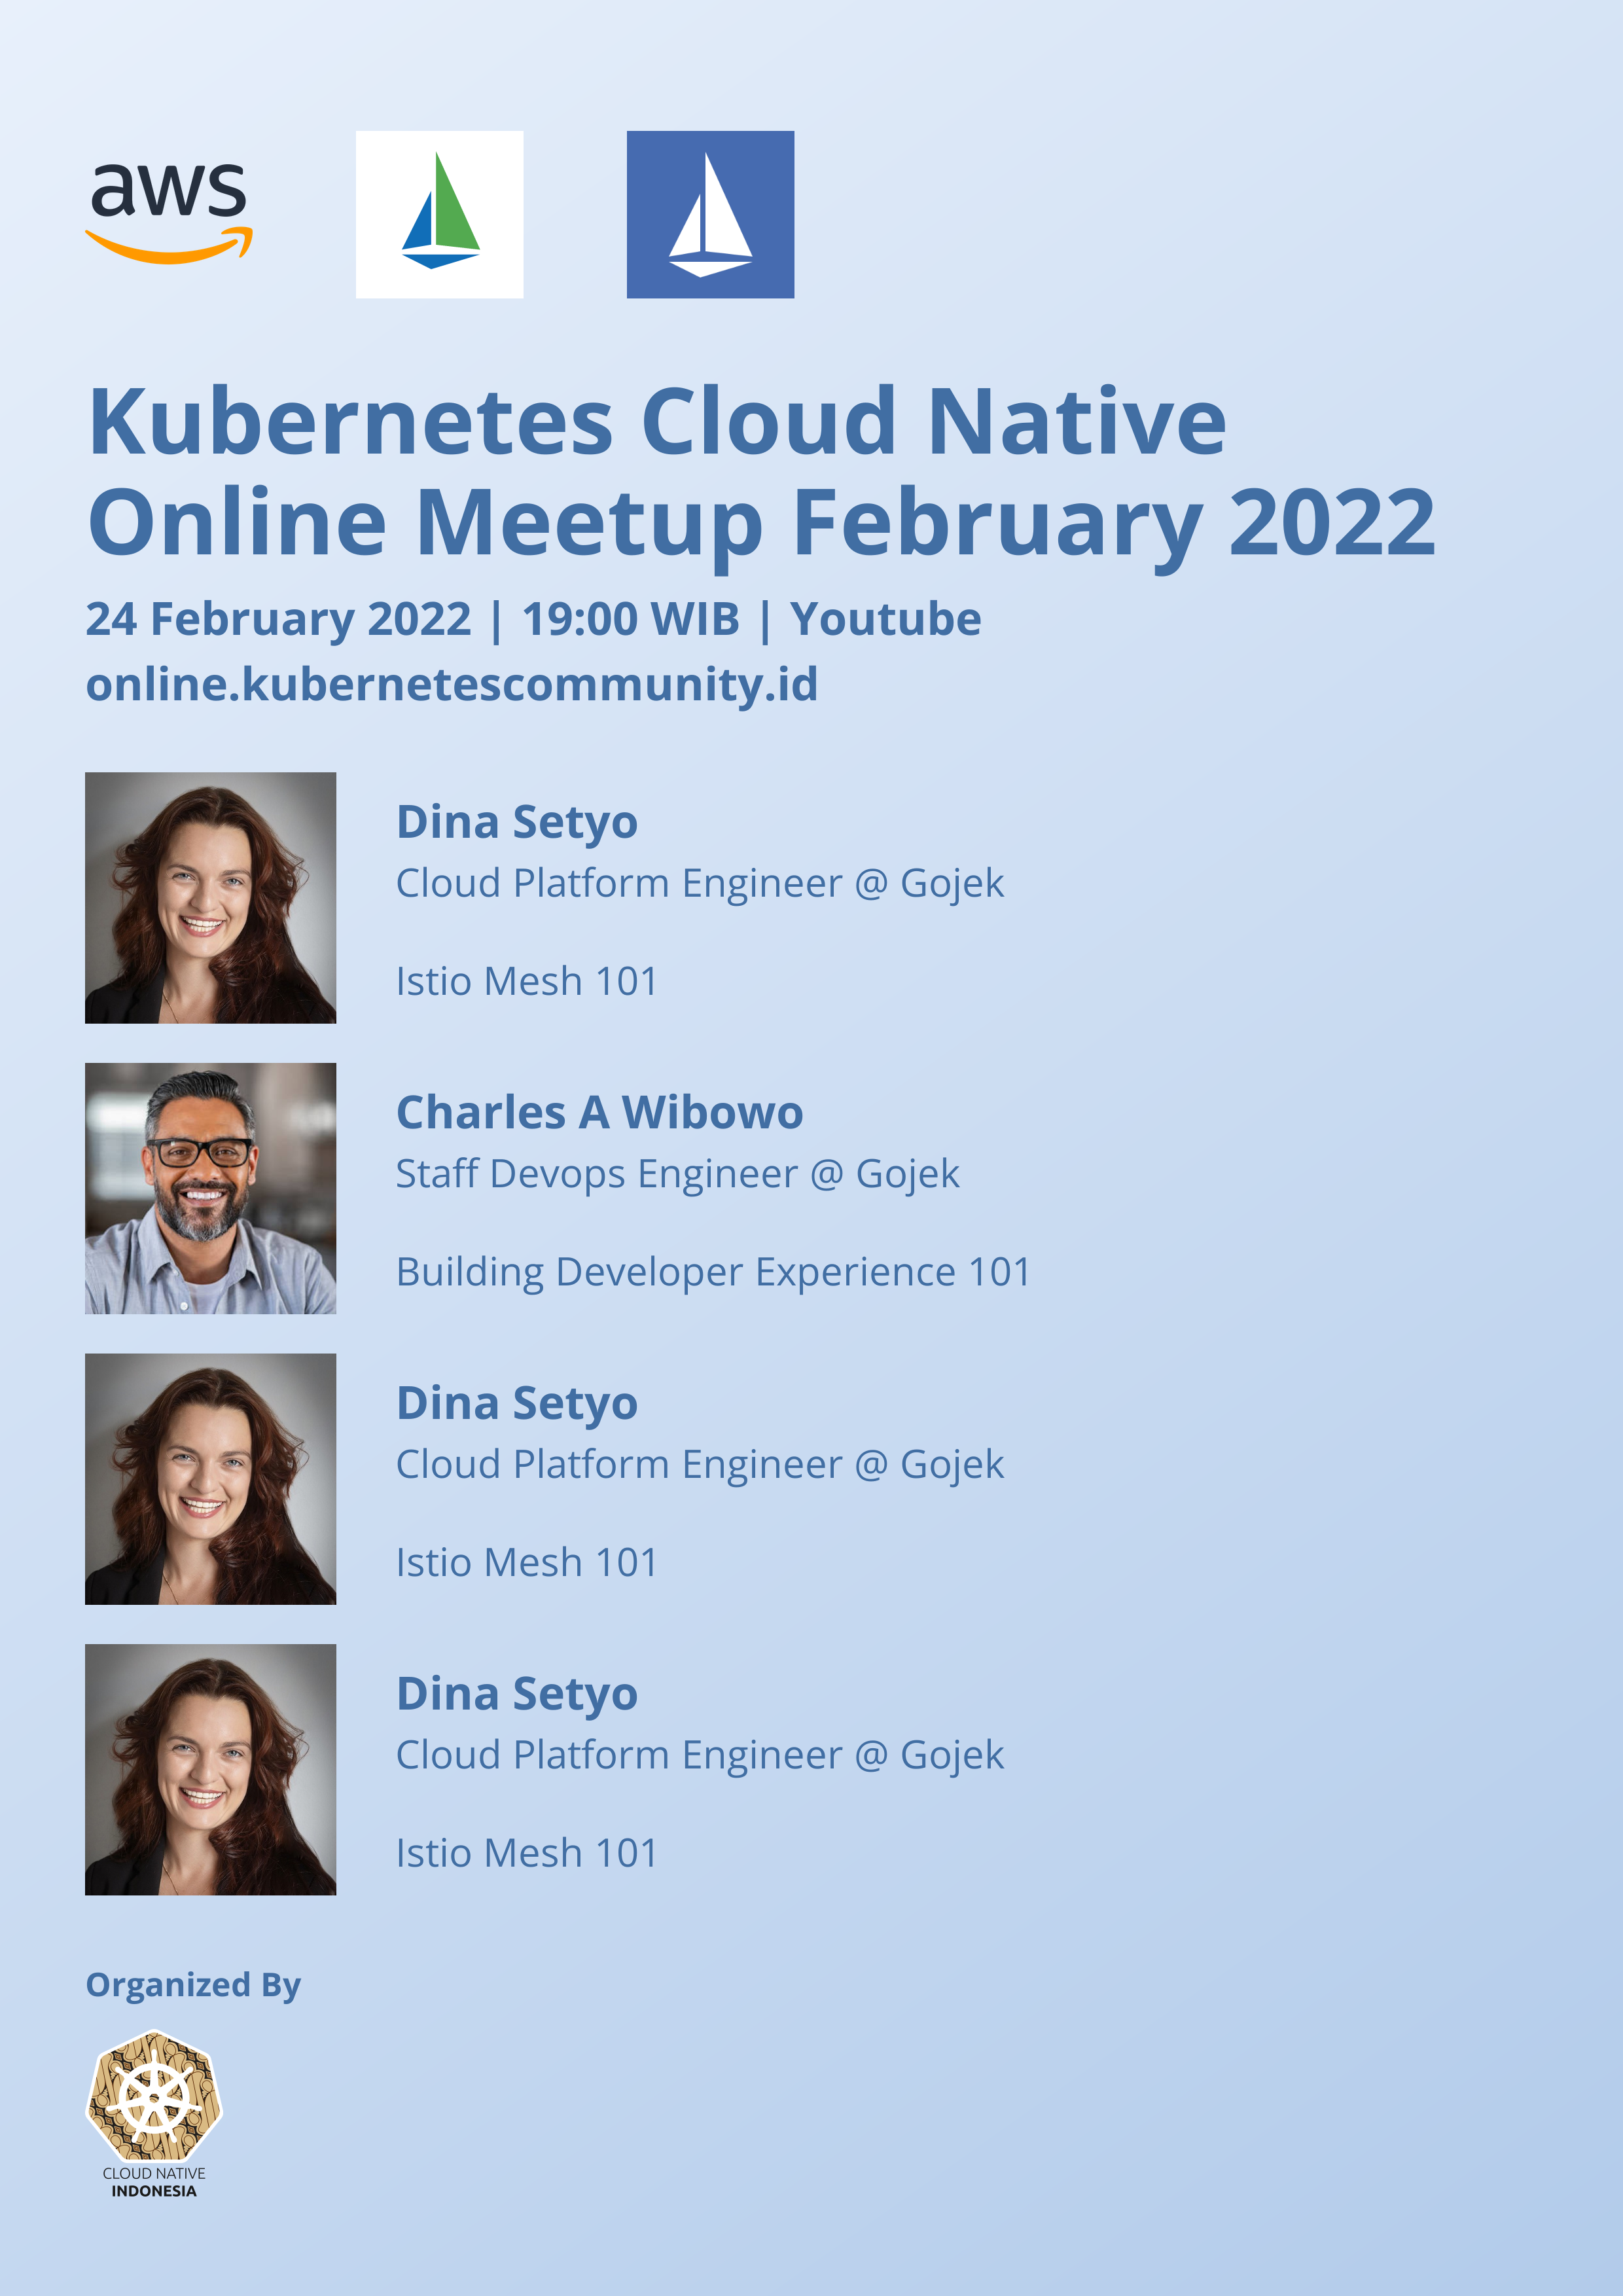 aws
Kubernetes Cloud Native
Online Meetup February 2022
24 February 2022 | 19:00 WIB | Youtube
online.kubernetescommunity.id
Dina Setyo
Cloud Platform Engineer @ Gojek
Istio Mesh 101
Charles A Wibowo
Staff Devops Engineer @ Gojek
Building Developer Experience 101
Dina Setyo
Cloud Platform Engineer @ Gojek
Istio Mesh 101
Dina Setyo
Cloud Platform Engineer @ Gojek
Istio Mesh 101
Organized By
CLOUD NATIVE
INDONESIA